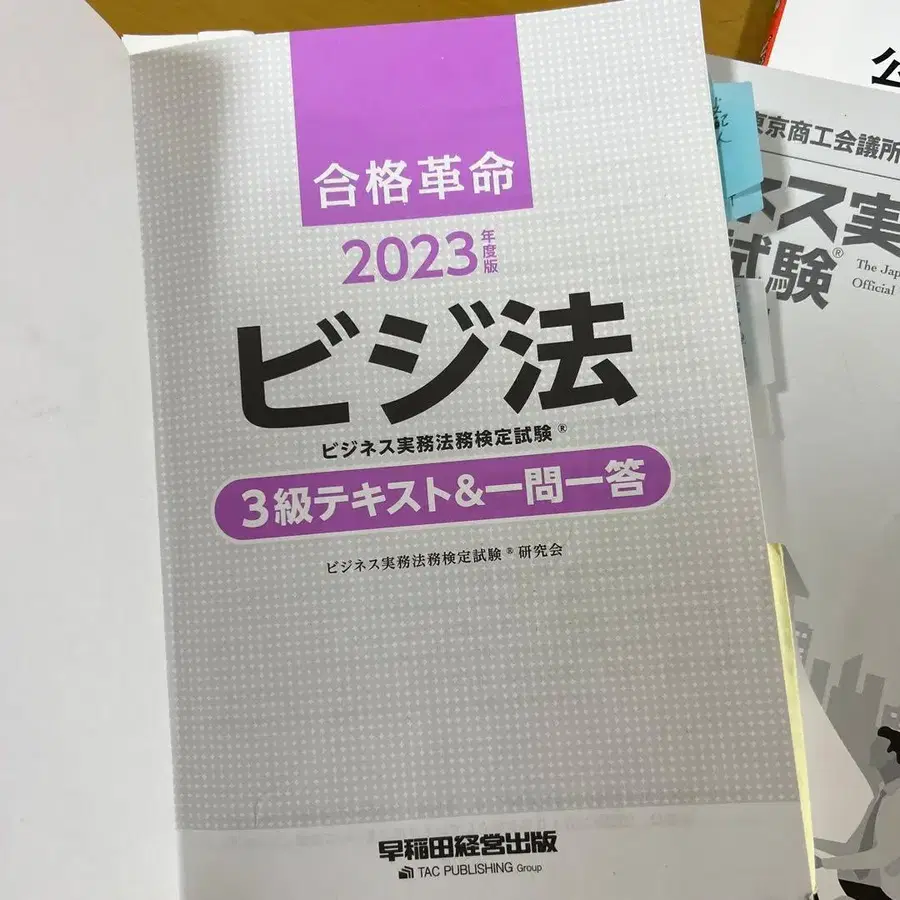 合格革命
2023年度版
ビジ法
ビジネス実務法務検定試験®
3級テキスト&一問一答
ビジネス実務法務検定試験®研究会
早稲田経営出版
TAC PUBLISHING Group
東京商工会議所
ネス実
試験®
The Jap
Official